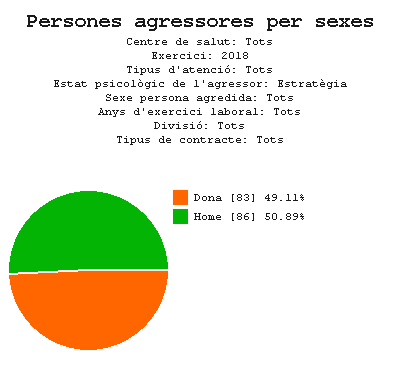 Persones agressores per sexes
Centre de salut: Tots
Exercici: 2018
Tipus d'atenció: Tots
Estat psicològic de l'agressor: Estratègia
Sexe persona agredida: Tots
Anys d'exercici laboral: Tots
Divisió: Tots
Tipus de contracte: Tots
Dona [83] 49.11%
Home [86] 50.89%